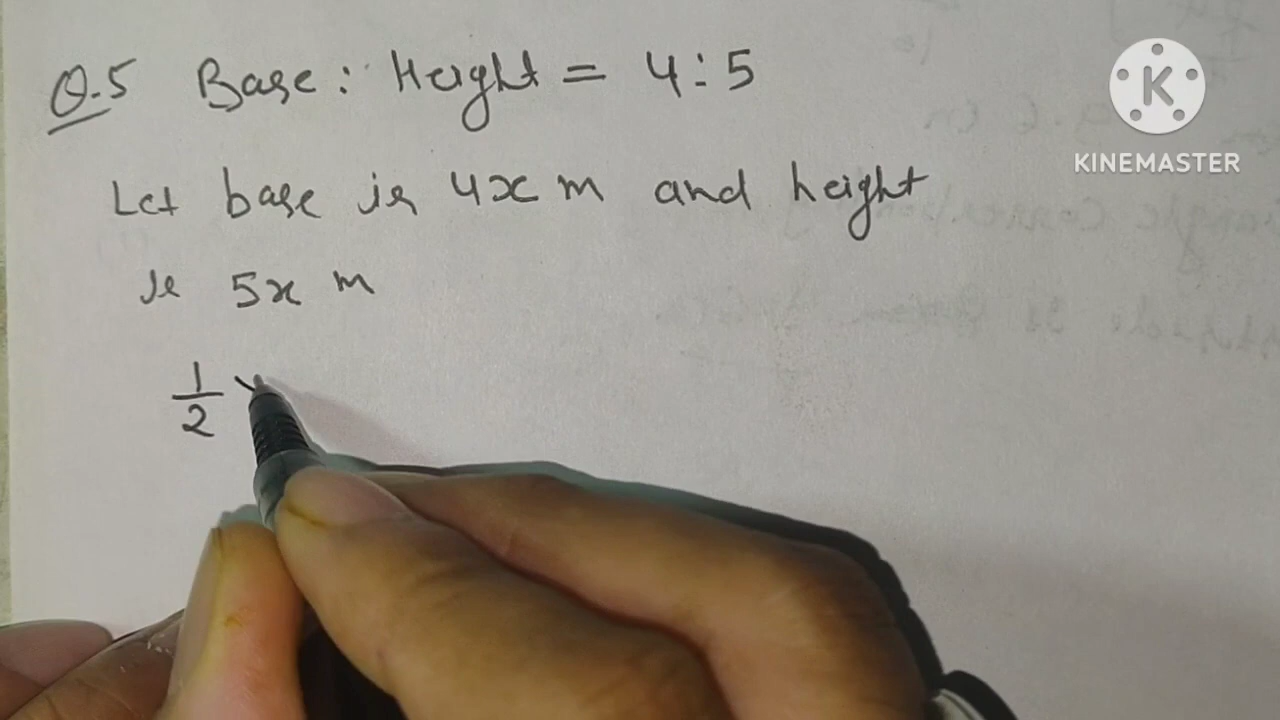 Q.5 Base : Height = 4:5
Let base is 4x m and height
is 5x m
1/2 ×
KINEMASTER